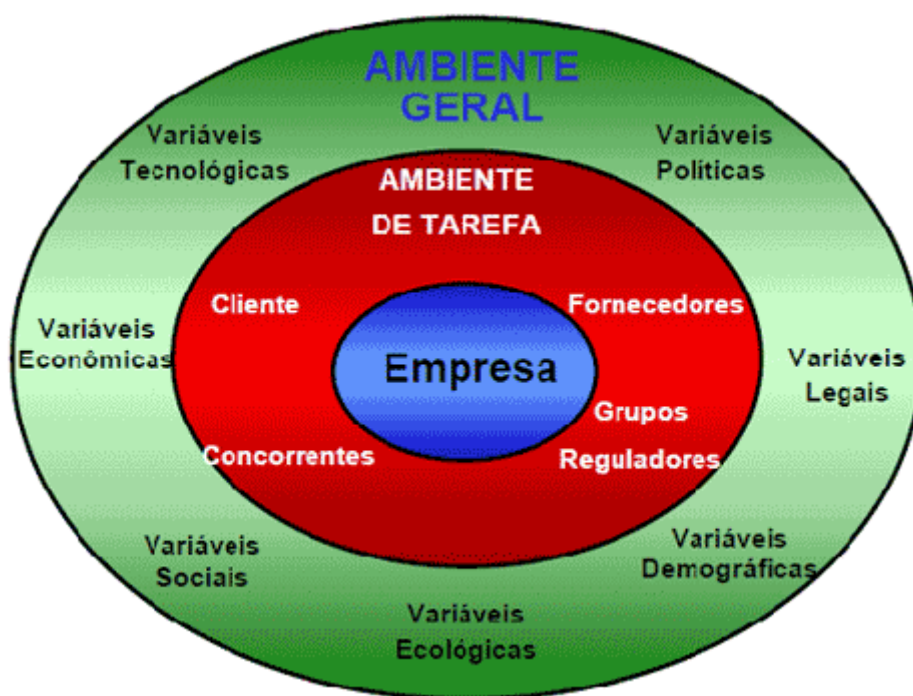 AMBIENTE
GERAL
Variáveis
Tecnológicas
Variáveis
Políticas
AMBIENTE
DE TAREFA
Cliente
Fornecedores
Variáveis
Econômicas
Empresa
Variáveis
Legais
Grupos
Reguladores
Concorrentes
Variáveis
Sociais
Variáveis
Demográficas
Variáveis
Ecológicas